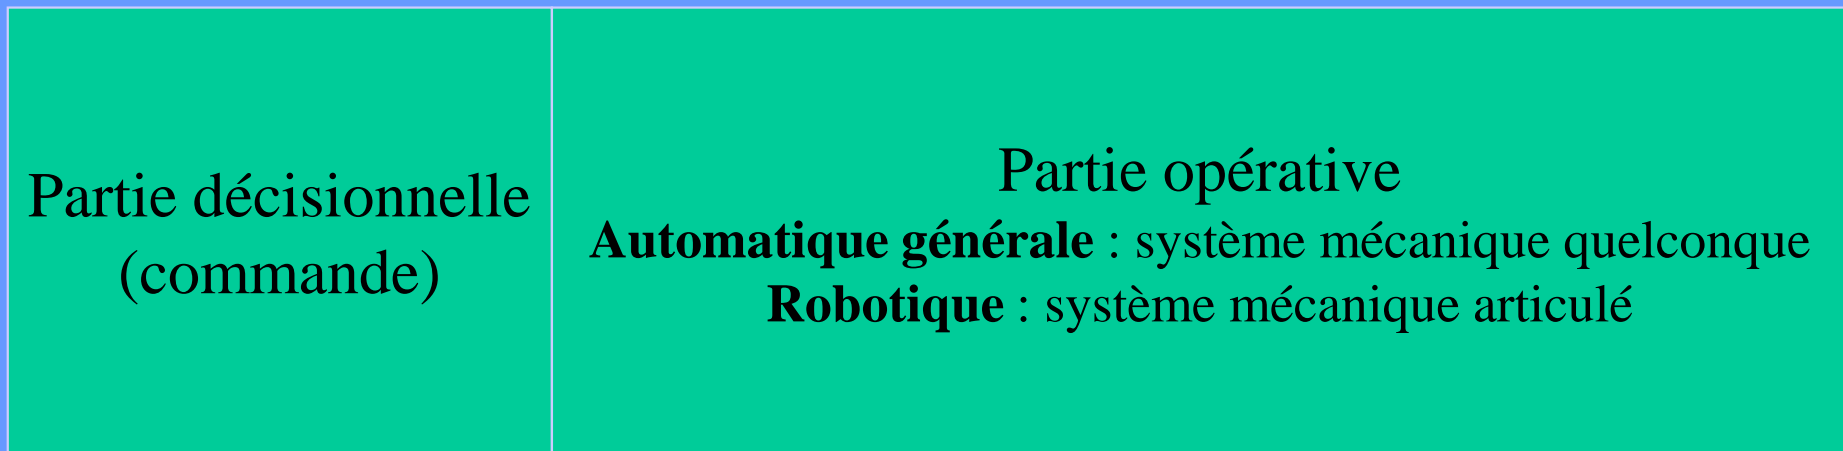 Partie décisionnelle
(commande)
Partie opérative
Automatique générale : système mécanique quelconque
Robotique : système mécanique articulé